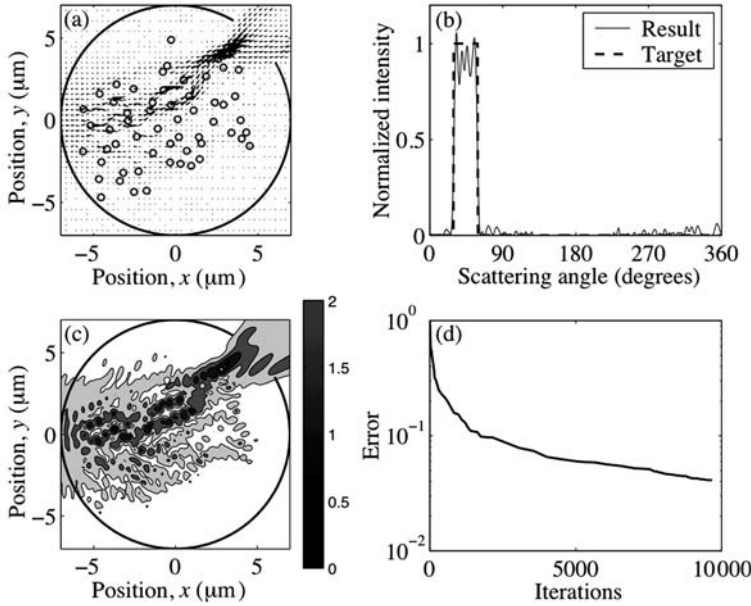 (a)
Position, y (μm)
5
0
−5
−5
0
5
Position, x (μm)
(b)
Normalized intensity
1
0.5
0
Result
Target
0
90
180
270
360
Scattering angle (degrees)
(c)
Position, y (μm)
5
0
−5
−5
0
5
Position, x (μm)
2
1.5
1
0.5
0
(d)
Error
10⁰
10⁻¹
10⁻²
0
5000
10000
Iterations